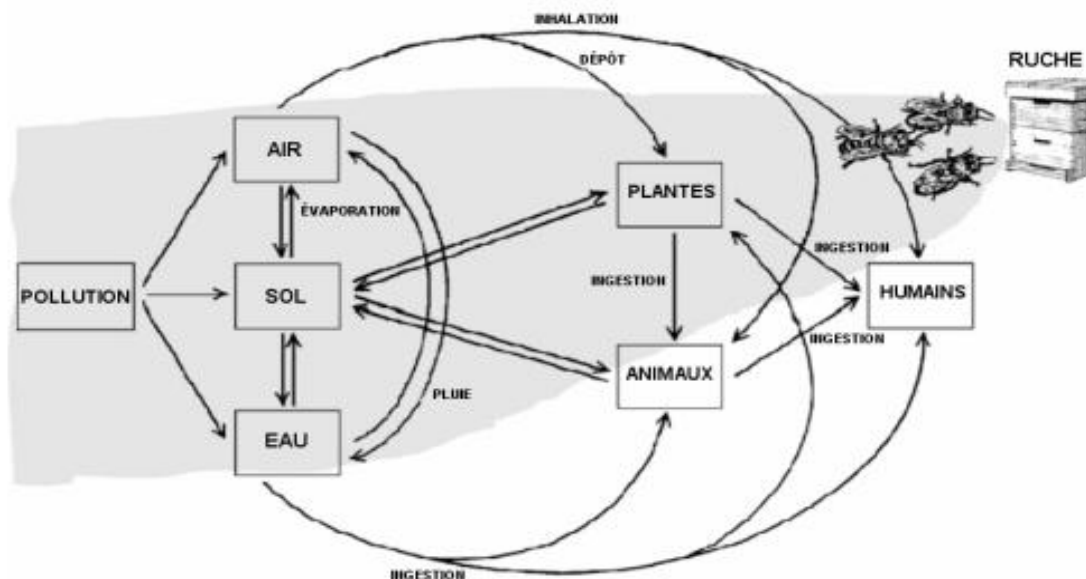 INHALATION
DÉPÔT
RUCHE
AIR
PLANTES
ÉVAPORATION
INGESTION
POLLUTION
SOL
INGESTION
HUMAINS
INGESTION
ANIMAUX
PLUIE
EAU
INGESTION